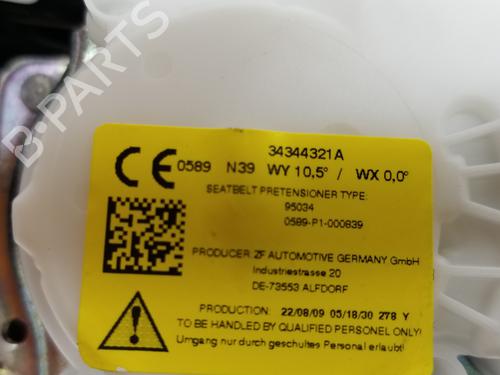 B-PARTS
34344321A
CE 0589 N39 WY 10,5° / WX 0,0°
SEATBELT PRETENSIONER TYPE:
95034
0589-P1-000839
PRODUCER: ZF AUTOMOTIVE GERMANY GmbH
Industriestrasse 20
DE-73553 ALFDORF
PRODUCTION: 22/08/09 05/18/30 278 Y
TO BE HANDLED BY QUALIFIED PERSONEL ONLY!
Umgang nur durch geschultes Personal erlaubt!